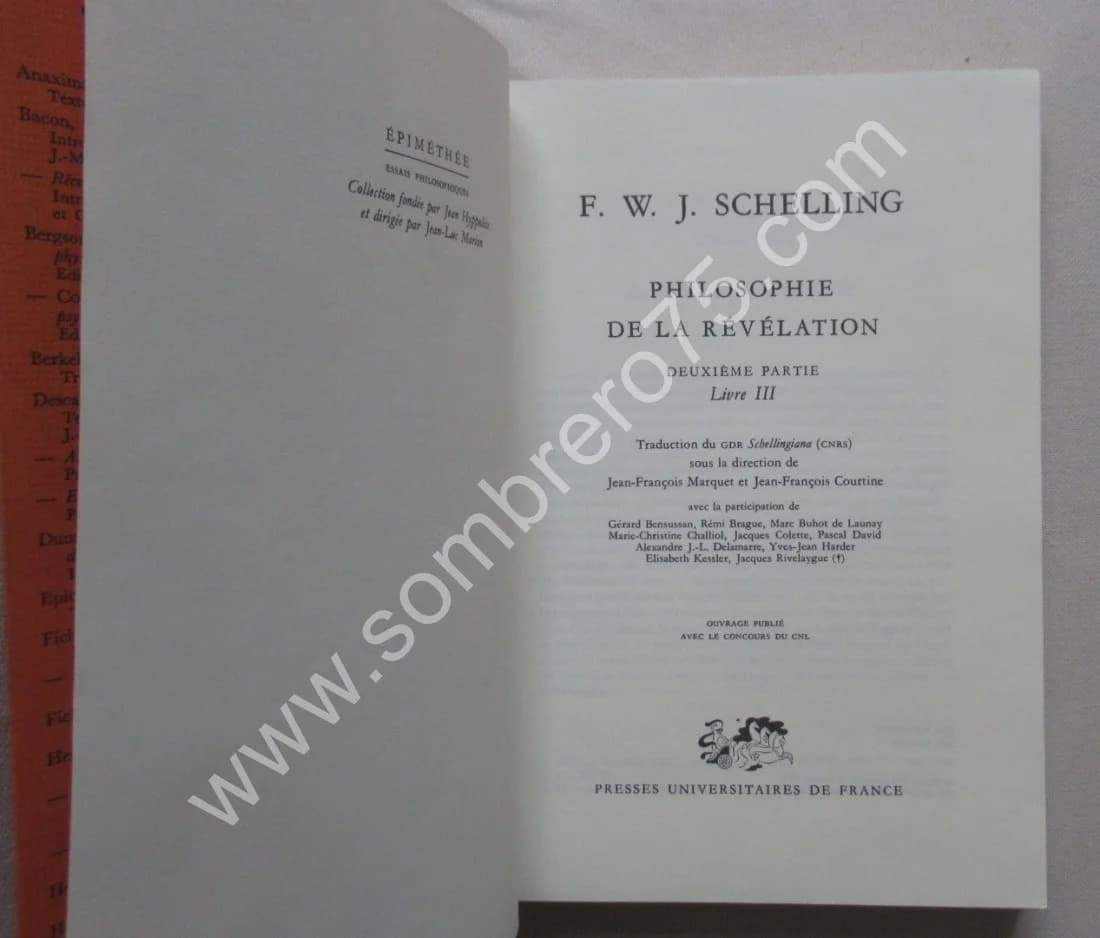 Anaxim
Bacon,
Bergso
Berkel
ÉPIMÉTHÉE
ESSAIS PHILOSOPHIQUES
Collection fondée par Jean Hyppolite
et dirigée par Jean-Luc Marion
F. W. J. SCHELLING
PHILOSOPHIE
DE LA RÉVÉLATION
DEUXIÈME PARTIE
Livre III
Traduction du GDR Schellingiana (CNRS)
sous la direction de
Jean-François Marquet et Jean-François Courtine
avec la participation de
Gérard Bensussan, Rémi Brague, Marc Buhot de Launay
Marie-Christine Challiol, Jacques Colette, Pascal David
Alexandre J.-L. Delamarre, Yves-Jean Harder
Elisabeth Kessler, Jacques Rivelaygue (†)
OUVRAGE PUBLIÉ
AVEC LE CONCOURS DU CNL
PRESSES UNIVERSITAIRES DE FRANCE
www.sombrero75.com